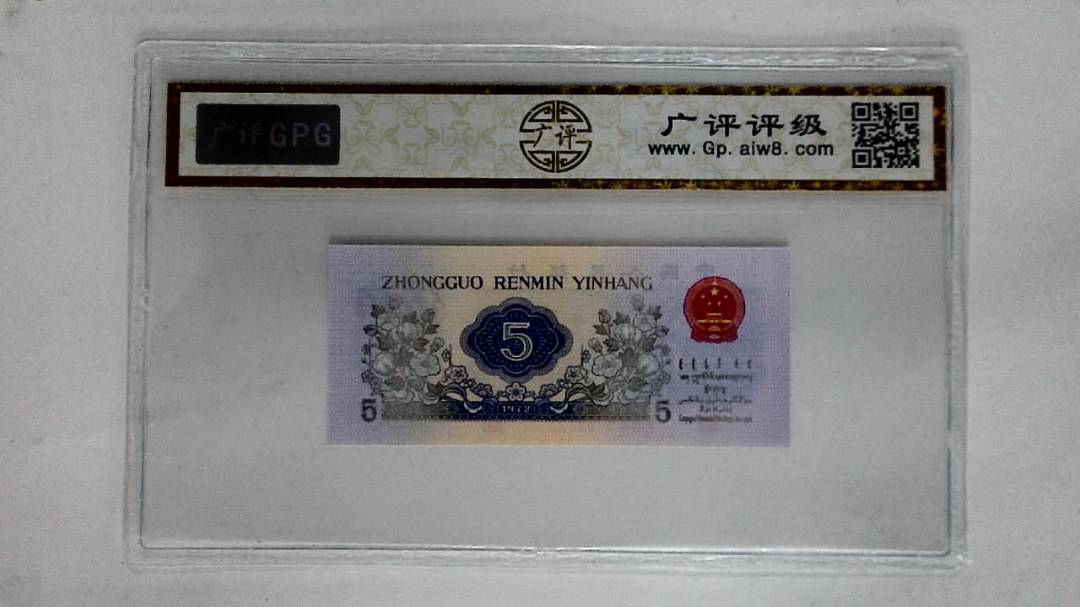 广评GPG
广评
广评评级
www. Gp. aiw8. com
ZHONGGUO RENMIN YINHANG
5
1972
5 5